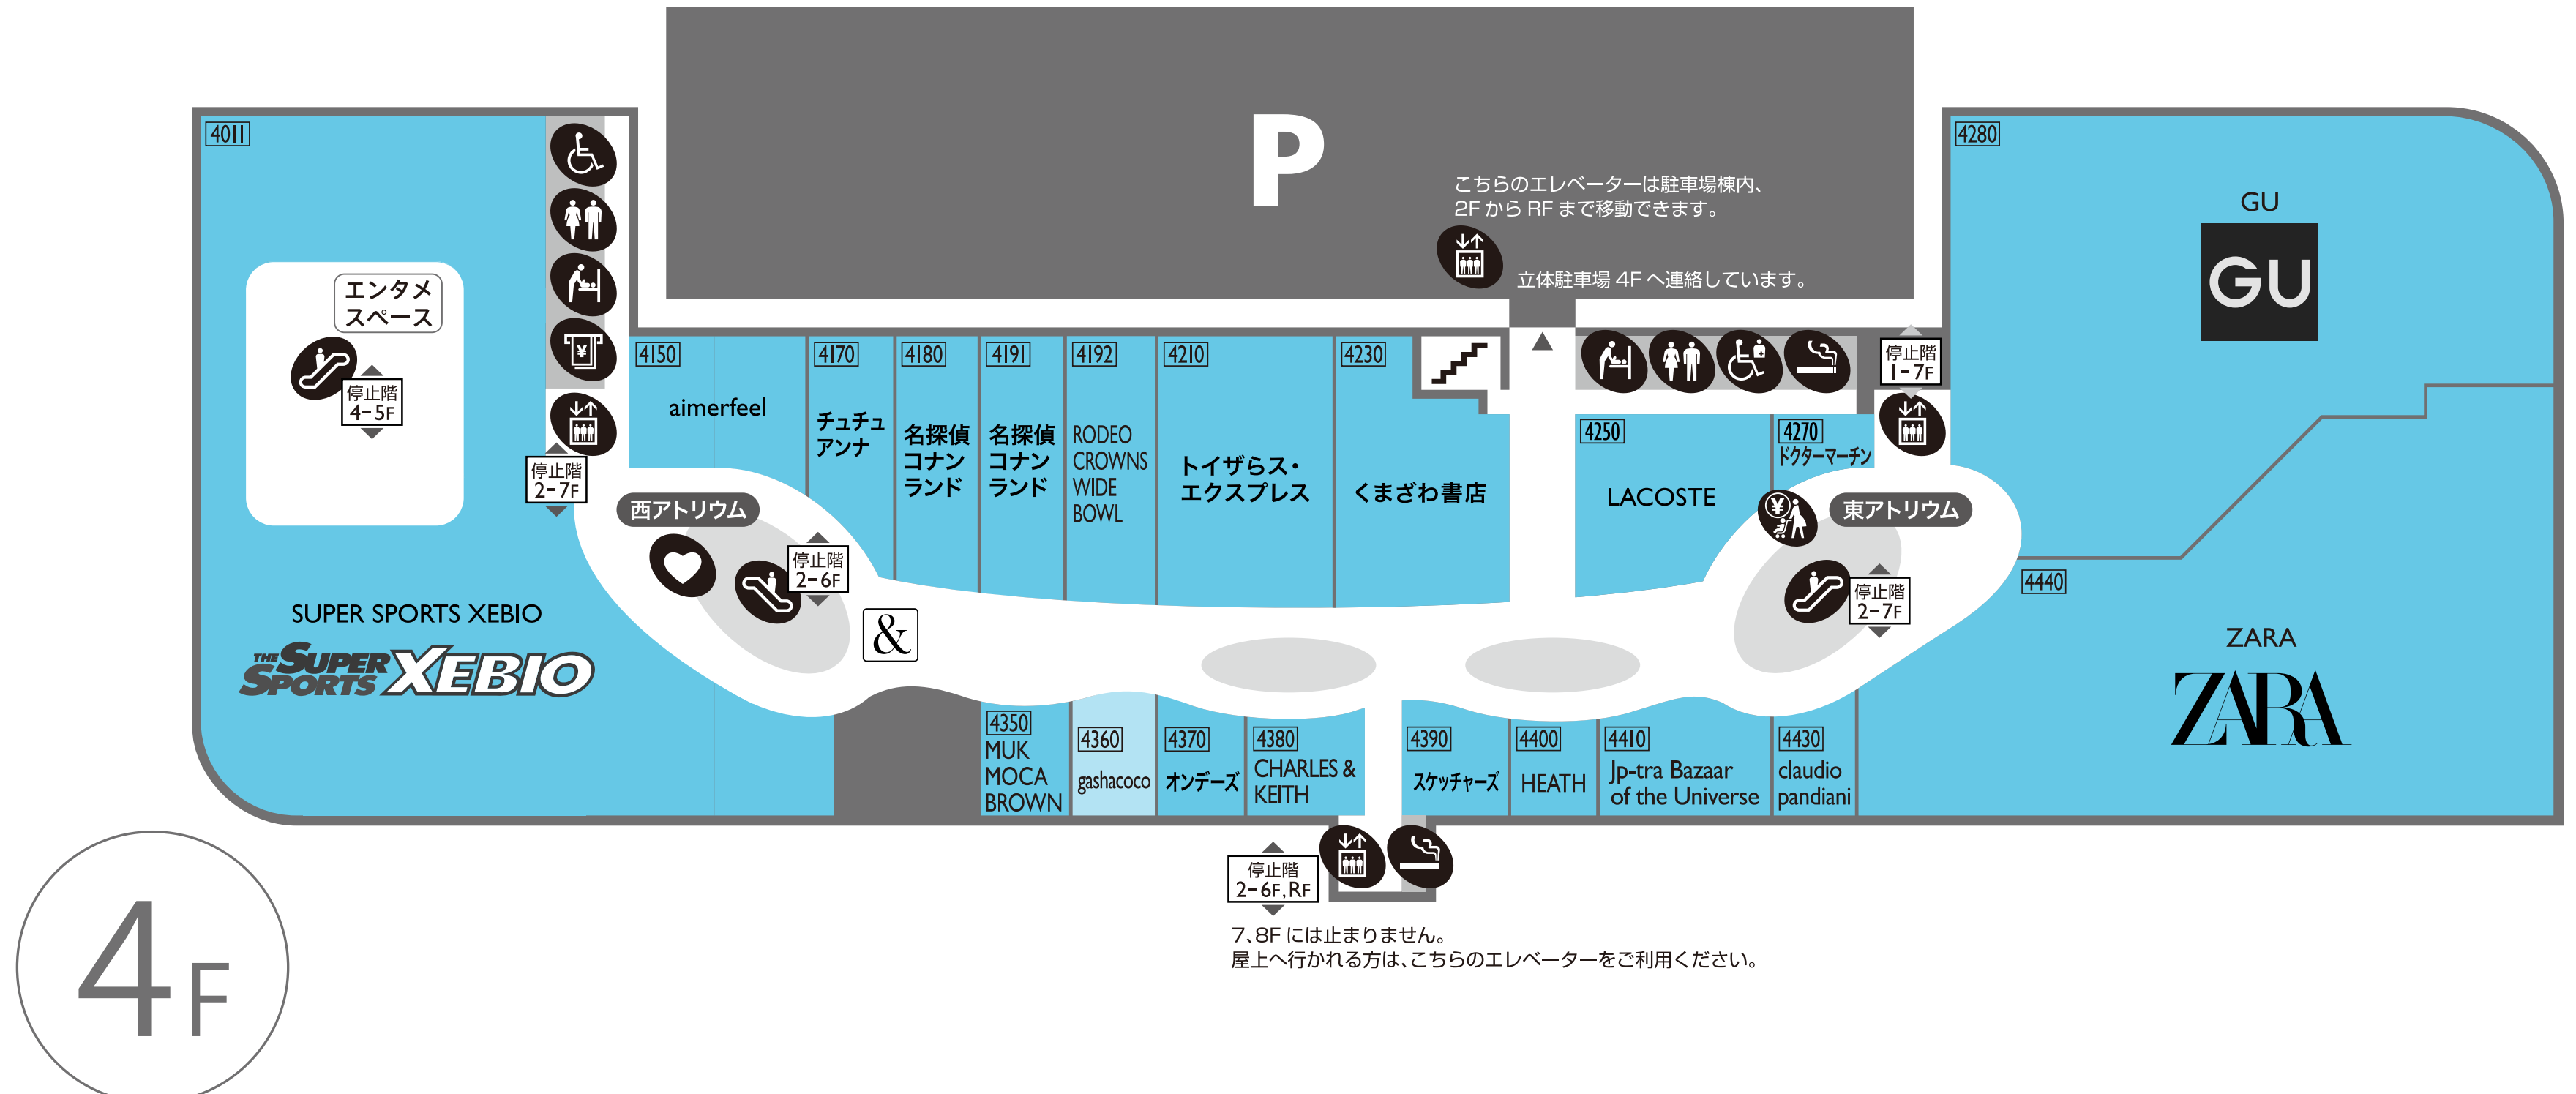 P
こちらのエレベーターは駐車場棟内、
2FからRFまで移動できます。
立体駐車場4Fへ連絡しています。
4011
エンタメ
スペース
停止階
4-5F
停止階
2-7F
SUPER SPORTS XEBIO
THE SUPER SPORTS XEBIO
4150
aimerfeel
4170
チュチュ
アンナ
4180
名探偵
コナン
ランド
4191
名探偵
コナン
ランド
4192
RODEO
CROWNS
WIDE
BOWL
4210
トイザらス・
エクスプレス
4230
くまざわ書店
4250
LACOSTE
4270
ドクターマーチン
停止階
1-7F
4280
GU
GU
西アトリウム
停止階
2-6F
&
¥
¥
東アトリウム
停止階
2-7F
4440
ZARA
ZARA
4350
MUK
MOCA
BROWN
4360
gashacoco
4370
オンデーズ
4380
CHARLES &
KEITH
4390
スケッチャーズ
4400
HEATH
4410
Jp-tra Bazaar
of the Universe
4430
claudio
pandiani
停止階
2-6F,RF
7、8Fには止まりません。
屋上へ行かれる方は、こちらのエレベーターをご利用ください。
4F